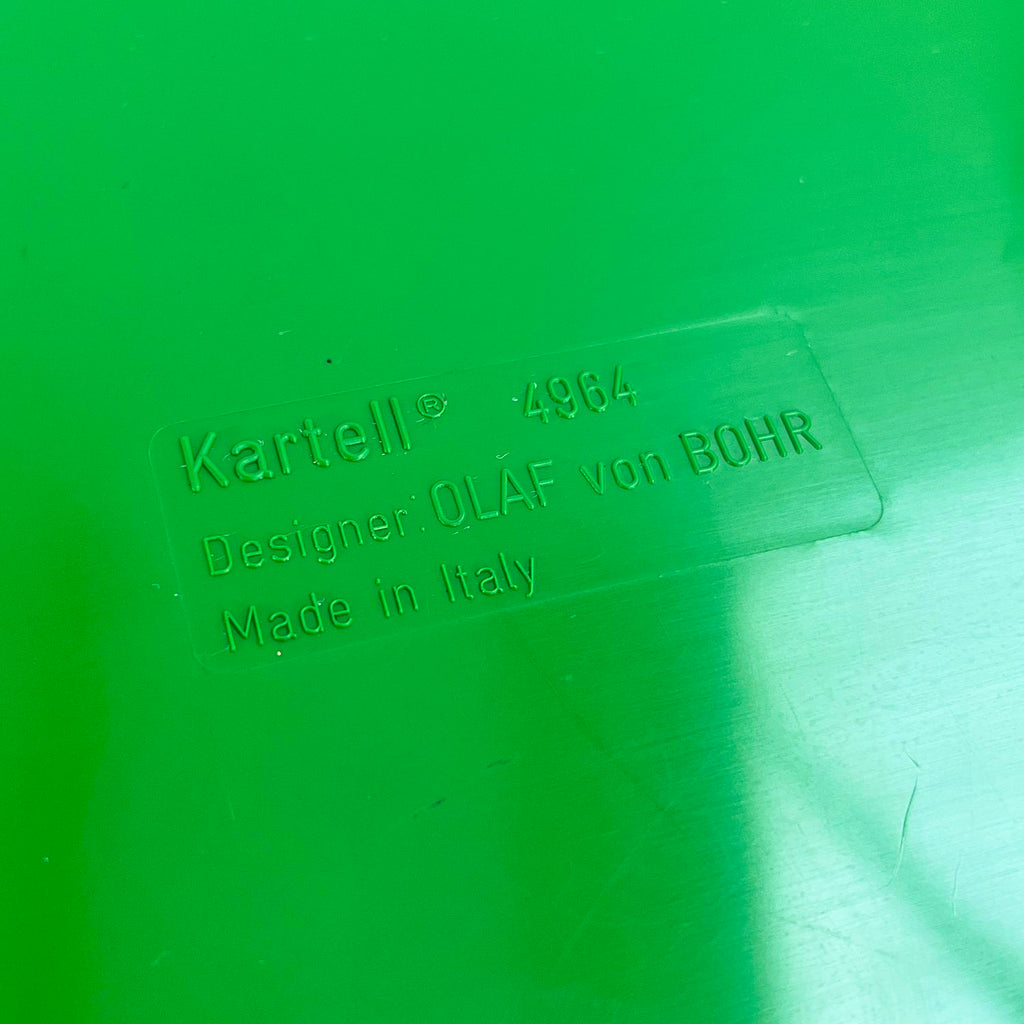 Kartell® 4964
Designer: OLAF von BOHR
Made in Italy